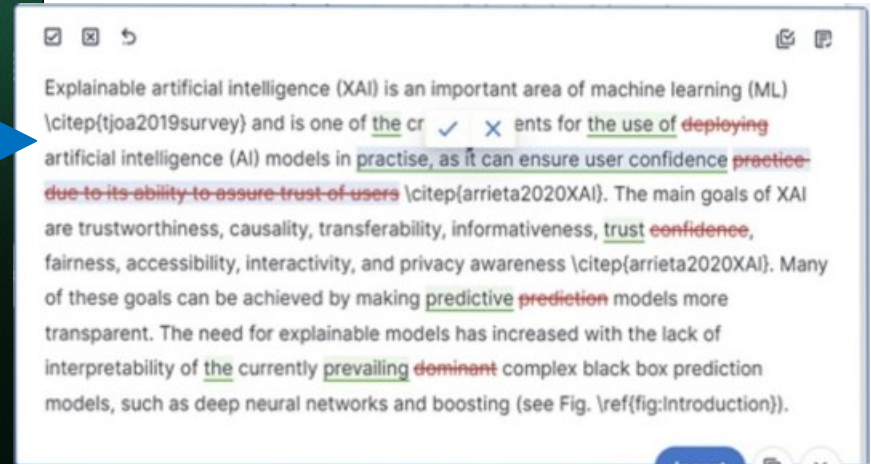 Explainable artificial intelligence (XAI) is an important area of machine learning (ML)
\citep{tjoa2019survey} and is one of the cr ents for the use of deploying
artificial intelligence (AI) models in practise, as it can ensure user confidence practice
due to its ability to assure trust of users \citep{arrieta2020XAI}. The main goals of XAI
are trustworthiness, causality, transferability, informativeness, trust confidence,
fairness, accessibility, interactivity, and privacy awareness \citep{arrieta2020XAI}. Many
of these goals can be achieved by making predictive prediction models more
transparent. The need for explainable models has increased with the lack of
interpretability of the currently prevailing dominant complex black box prediction
models, such as deep neural networks and boosting (see Fig. \ref{fig:Introduction}).